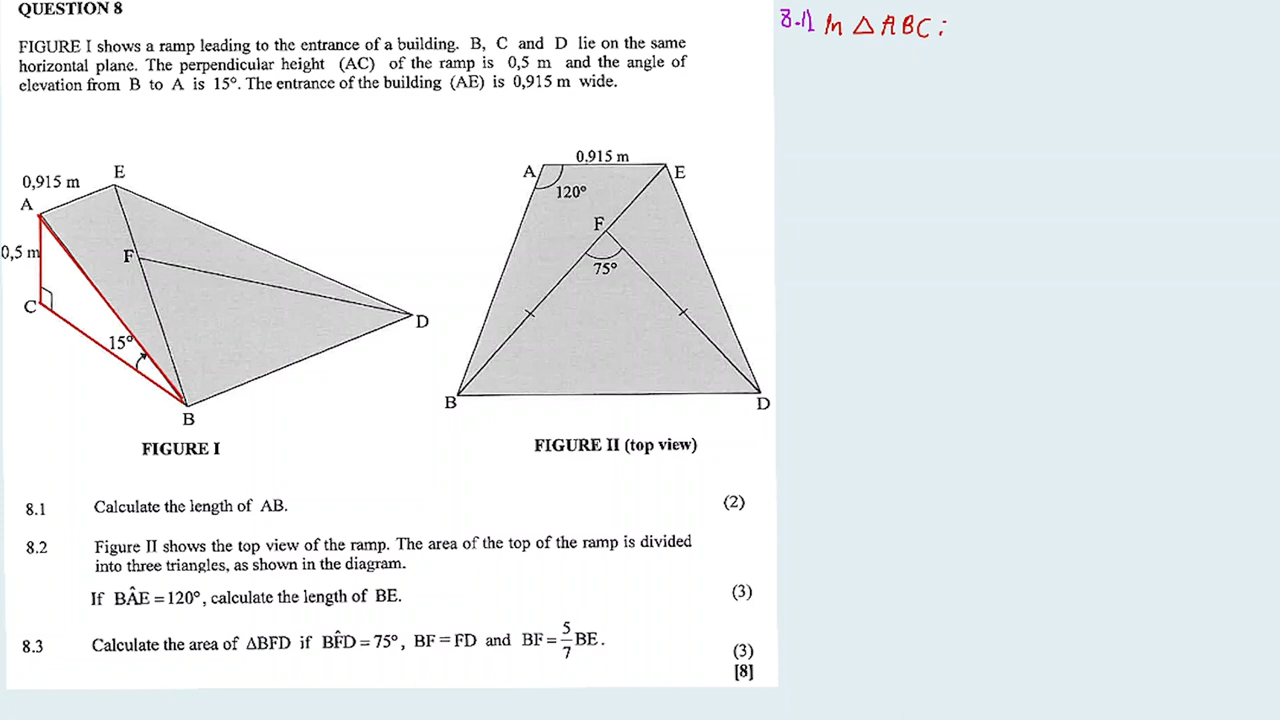 QUESTION 8
8.1 In △ABC:
FIGURE I shows a ramp leading to the entrance of a building. B, C and D lie on the same
horizontal plane. The perpendicular height (AC) of the ramp is 0,5 m and the angle of
elevation from B to A is 15°. The entrance of the building (AE) is 0,915 m wide.
E
0,915 m
A
0,5 m
F
C
15°
D
B
FIGURE I
0,915 m
A
E
120°
F
75°
B
D
FIGURE II (top view)
8.1 Calculate the length of AB. (2)
8.2 Figure II shows the top view of the ramp. The area of the top of the ramp is divided
into three triangles, as shown in the diagram.
If BÂE = 120°, calculate the length of BE. (3)
8.3 Calculate the area of ΔBFD if BF̂D = 75°, BF = FD and BF = 5/7 BE. (3)
[8]